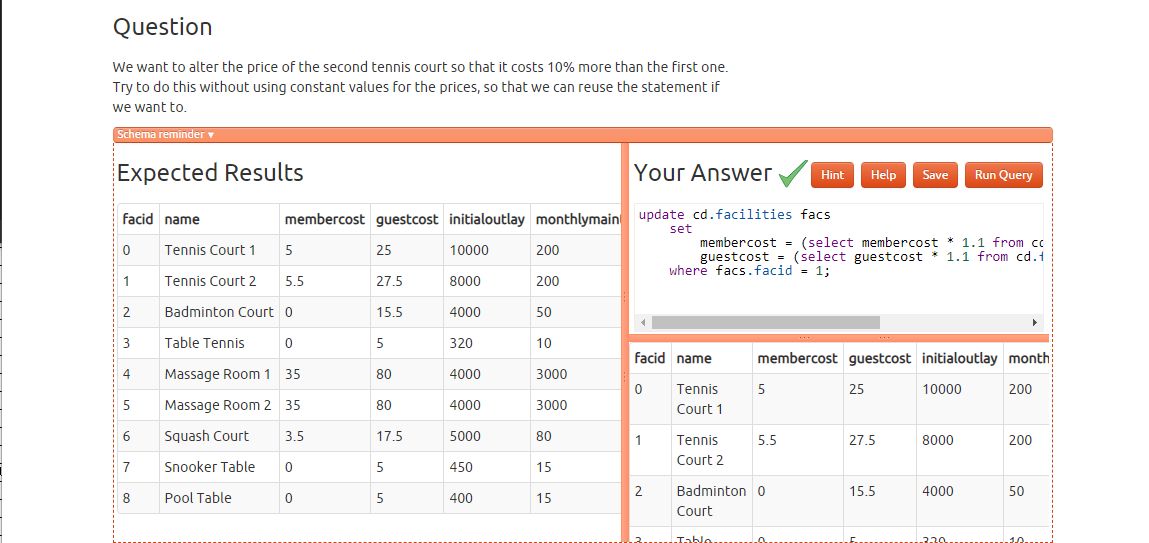 Question
We want to alter the price of the second tennis court so that it costs 10% more than the first one.
Try to do this without using constant values for the prices, so that we can reuse the statement if
we want to.
Schema reminder ▾
Expected Results
facid name membercost guestcost initialoutlay
0 Tennis Court 1 5 25 10000 200
1 Tennis Court 2 5.5 27.5 8000 200
2 Badminton Court 0 15.5 4000 50
3 Table Tennis 0 5 320 10
4 Massage Room 1 35 80 4000 3000
5 Massage Room 2 35 80 4000 3000
6 Squash Court 3.5 17.5 5000 80
7 Snooker Table 0 5 450 15
8 Pool Table 0 5 400 15
Your Answer Hint Help Save Run Query
update cd.facilities facs
set
membercost = (select membercost * 1.1 from
guestcost = (select guestcost * 1.1 from
where facs.facid = 1;
facid name membercost guestcost initialoutlay month
0 Tennis 5 25 10000 200
Court 1
1 Tennis 5.5 27.5 8000 200
Court 2
2 Badminton 0 15.5 4000 50
Court
3 Table 0 5 320 10